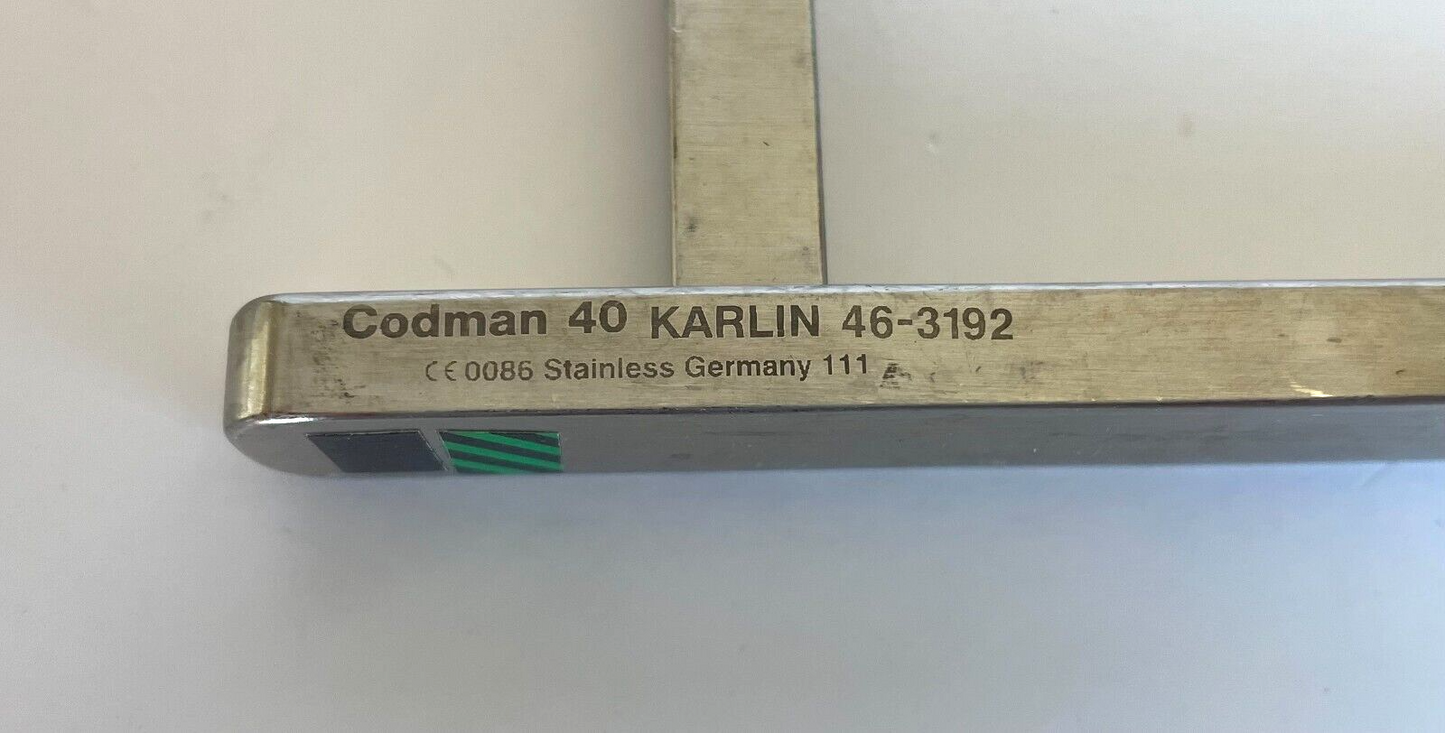 Codman 40 KARLIN 46-3192
CE 0086 Stainless Germany 111